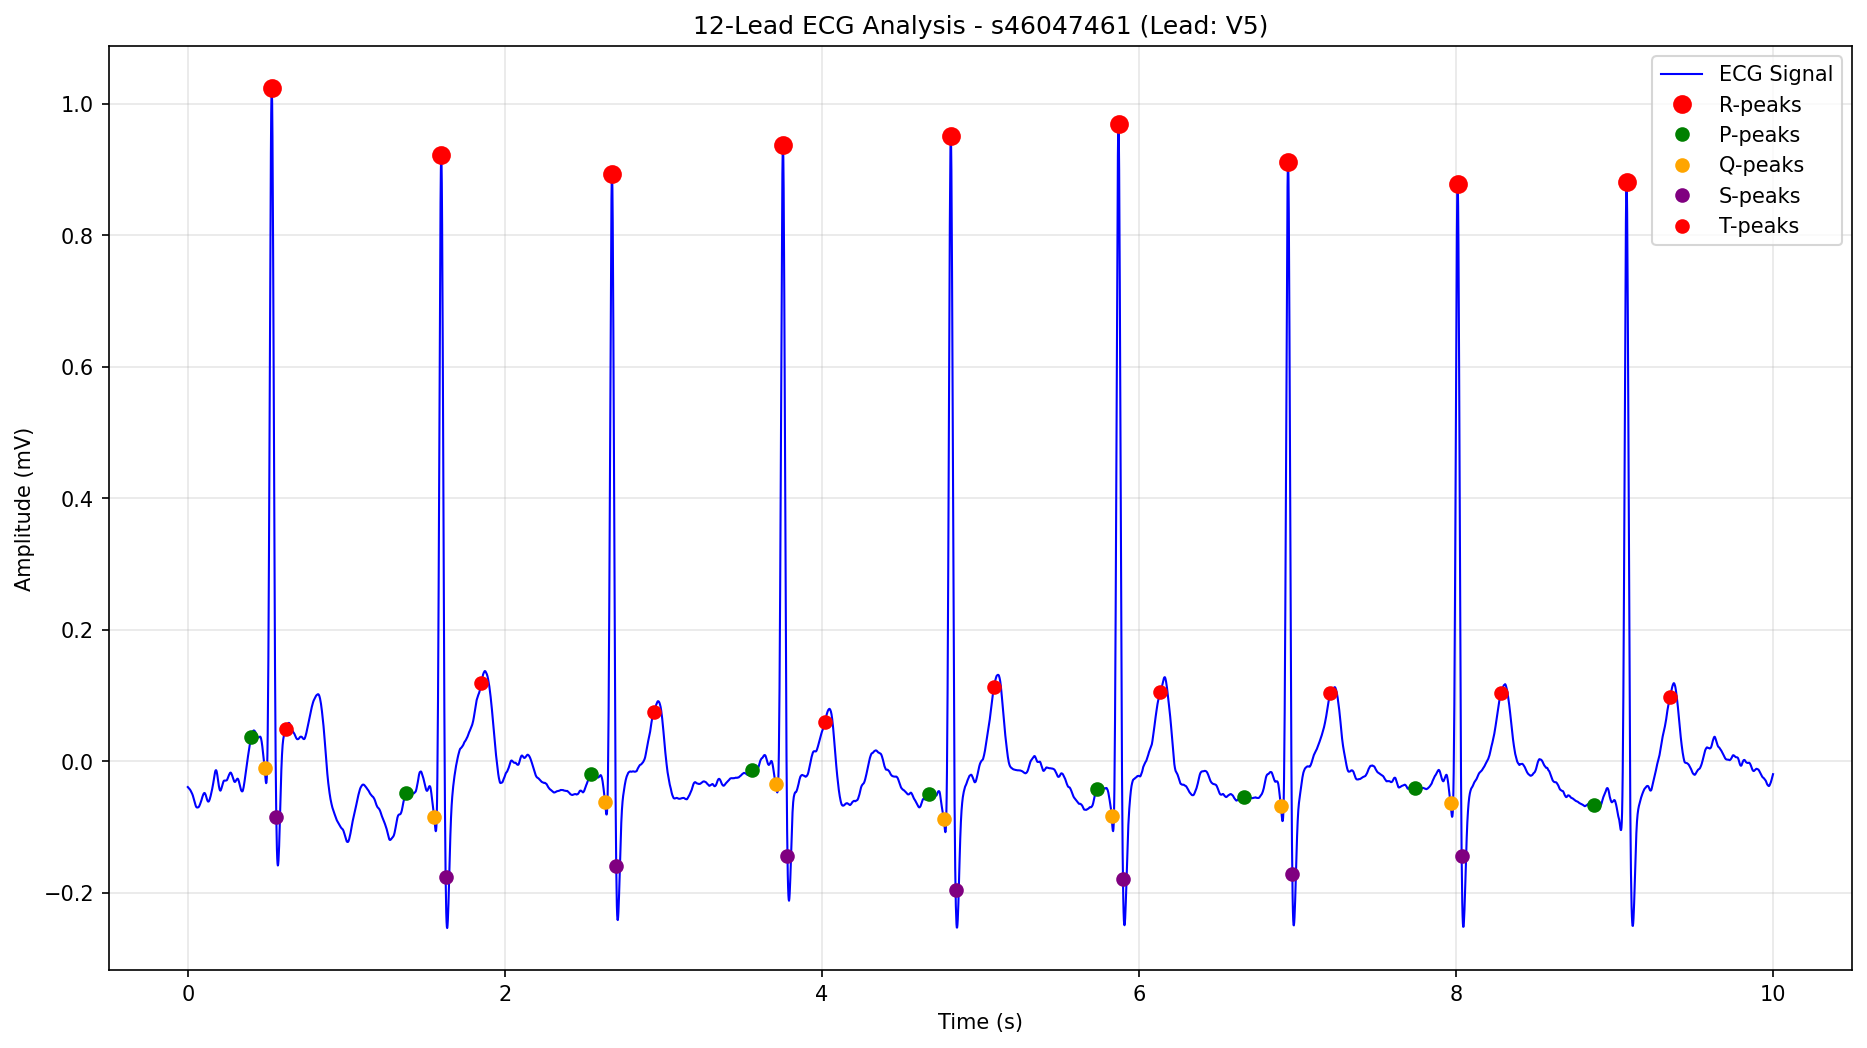 12-Lead ECG Analysis - s46047461 (Lead: V5)
ECG Signal
R-peaks
P-peaks
Q-peaks
S-peaks
T-peaks
Amplitude (mV)
1.0
0.8
0.6
0.4
0.2
0.0
−0.2
0 2 4 6 8 10
Time (s)